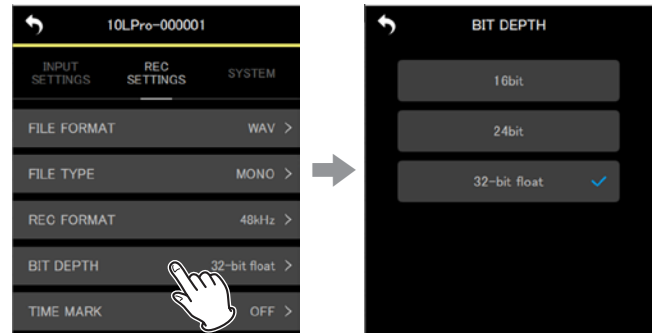 10LPro-000001
INPUT SETTINGS
REC SETTINGS
SYSTEM
FILE FORMAT WAV >
FILE TYPE MONO >
REC FORMAT 48kHz >
BIT DEPTH 32-bit float >
TIME MARK OFF >
BIT DEPTH
16bit
24bit
32-bit float